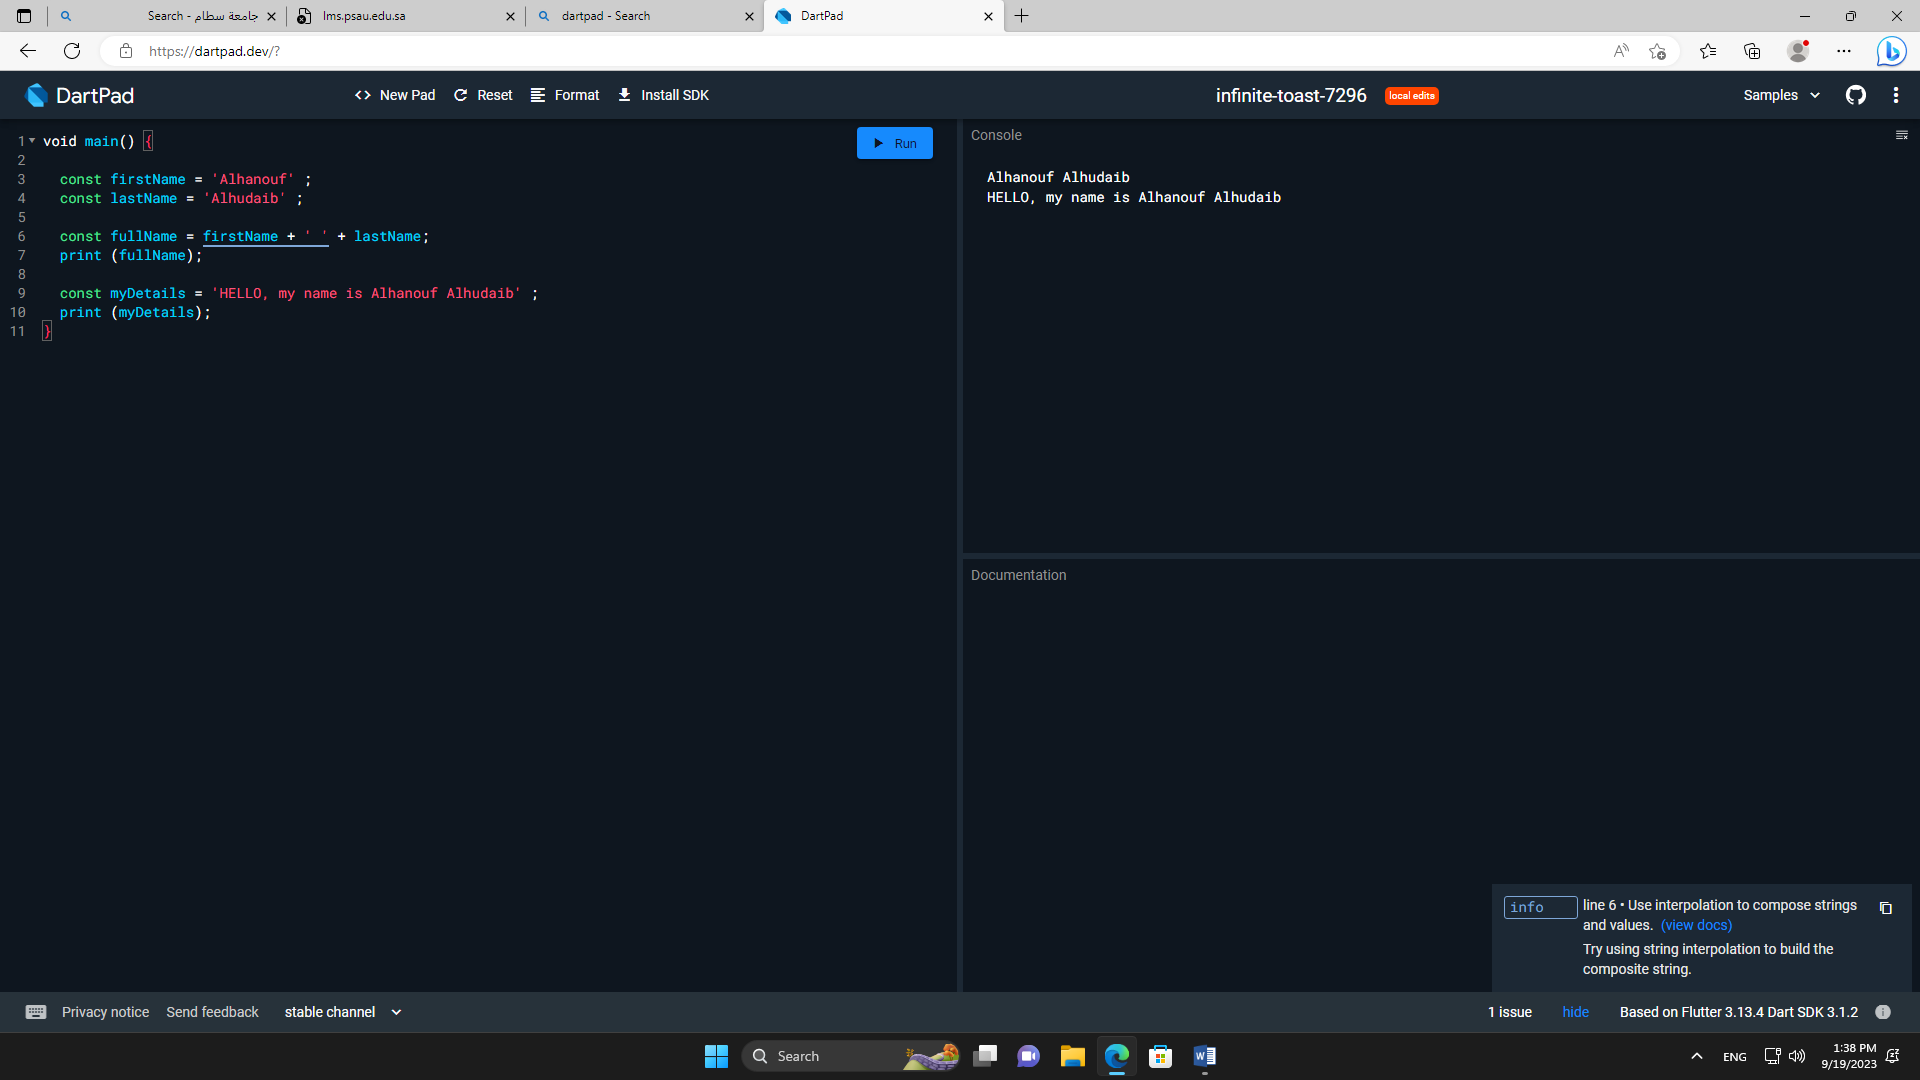 Search - جامعة سطام
lms.psau.edu.sa
dartpad - Search
DartPad
https://dartpad.dev/?
DartPad
New Pad
Reset
Format
Install SDK
infinite-toast-7296
local edits
Samples
1 void main() {
2
3 const firstName = 'Alhanouf' ;
4 const lastName = 'Alhudaib' ;
5
6 const fullName = firstName + ' ' + lastName;
7 print (fullName);
8
9 const myDetails = 'HELLO, my name is Alhanouf Alhudaib' ;
10 print (myDetails);
11 }
Run
Console
Alhanouf Alhudaib
HELLO, my name is Alhanouf Alhudaib
Documentation
info
line 6 • Use interpolation to compose strings
and values. (view docs)
Try using string interpolation to build the
composite string.
Privacy notice
Send feedback
stable channel
1 issue
hide
Based on Flutter 3.13.4 Dart SDK 3.1.2
Search
ENG
1:38 PM
9/19/2023